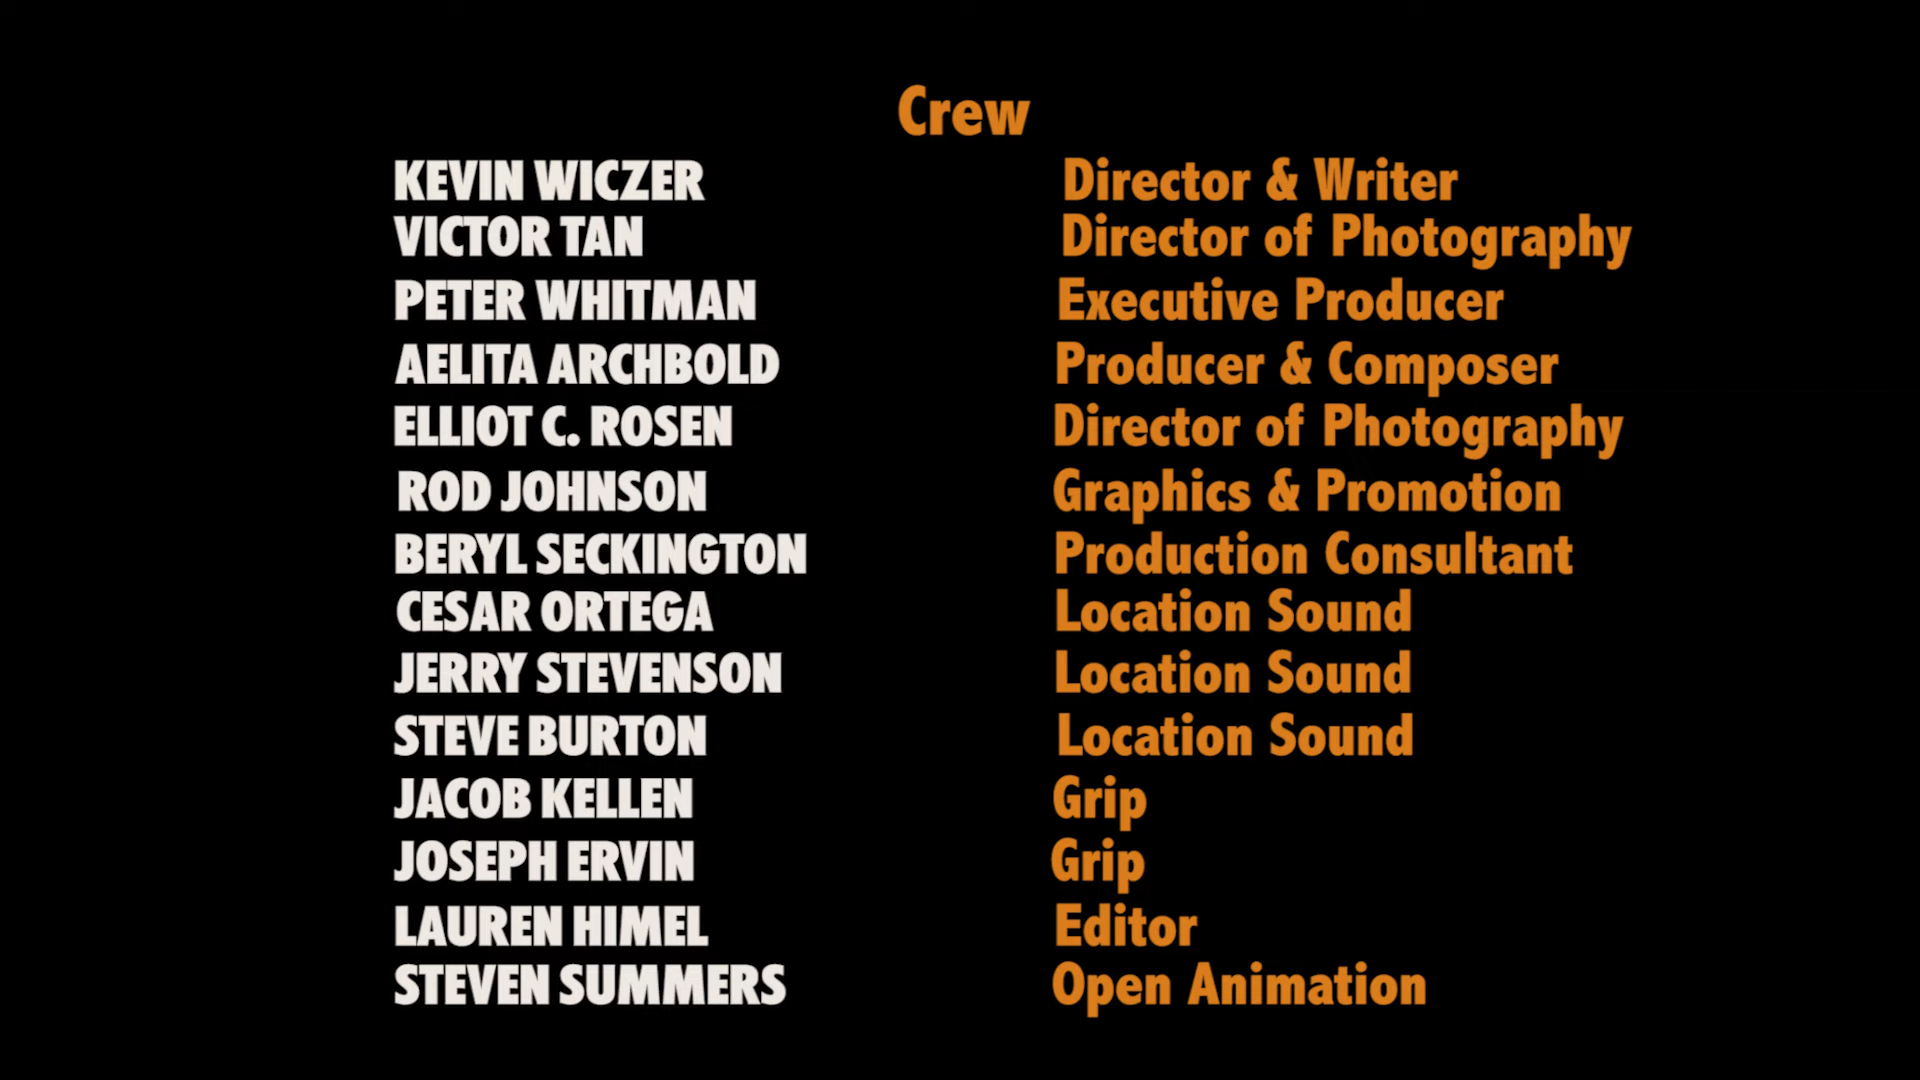 Crew
KEVIN WICZER Director & Writer
VICTOR TAN Director of Photography
PETER WHITMAN Executive Producer
AELITA ARCHBOLD Producer & Composer
ELLIOT C. ROSEN Director of Photography
ROD JOHNSON Graphics & Promotion
BERYL SECKINGTON Production Consultant
CESAR ORTEGA Location Sound
JERRY STEVENSON Location Sound
STEVE BURTON Location Sound
JACOB KELLEN Grip
JOSEPH ERVIN Grip
LAUREN HIMEL Editor
STEVEN SUMMERS Open Animation